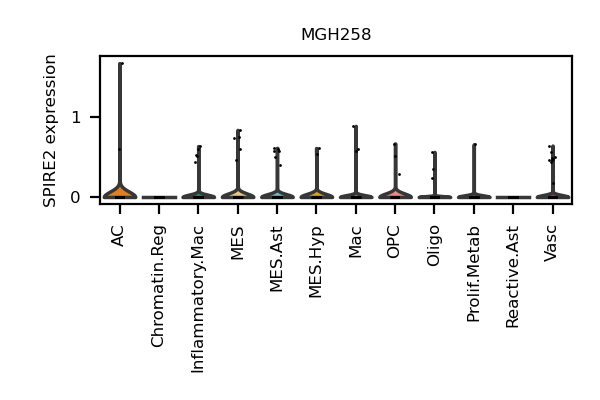 MGH258
SPIRE2 expression
1
0
AC
Chromatin.Reg
Inflammatory.Mac
MES
MES.Ast
MES.Hyp
Mac
OPC
Oligo
Prolif.Metab
Reactive.Ast
Vasc